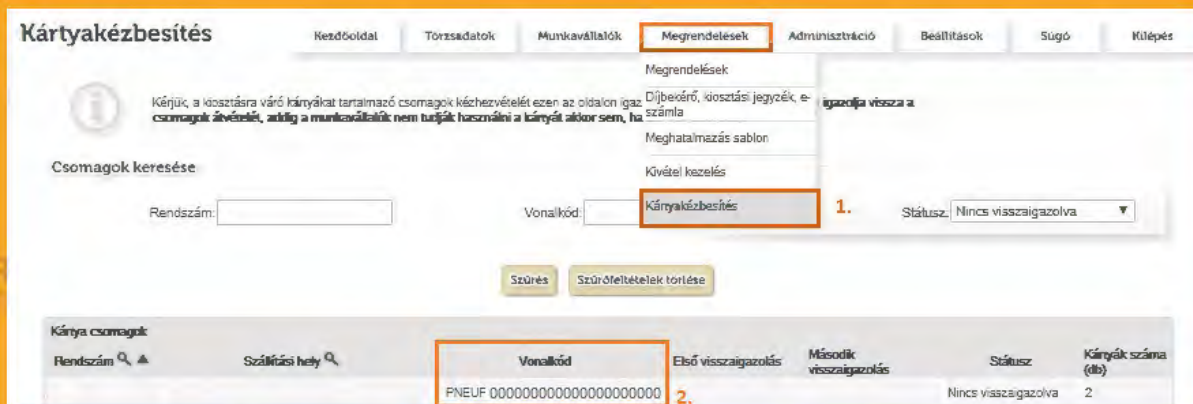 Kártyakézbesítés
Kezdőoldal Törzsadatok Munkavállalók Megrendelések Adminisztráció Beállítások Súgó Kilépés
Megrendelések
Díjbekérő, kiosztási jegyzék, e-számla
Meghatalmazás sablon
Kivétel kezelés
Kártyakézbesítés
1.
Kérjük, a kiosztásra váró kártyákat tartalmazó csomagok kézhezvételét ezen az oldalon igaz
igazolja vissza a
csomagok átvételét, addig a munkavállalók nem tudják használni a kártyát akkor sem, ha
Csomagok keresése
Rendszám: Vonalkód: Státusz: Nincs visszaigazolva
Szűrés Szűrőfeltételek törlése
Kártya csomagok
Rendszám Szállítási hely Vonalkód Első visszaigazolás Második visszaigazolás Státusz Kártyák száma (db)
PNEUF 0000000000000000000000 2. Nincs visszaigazolva 2